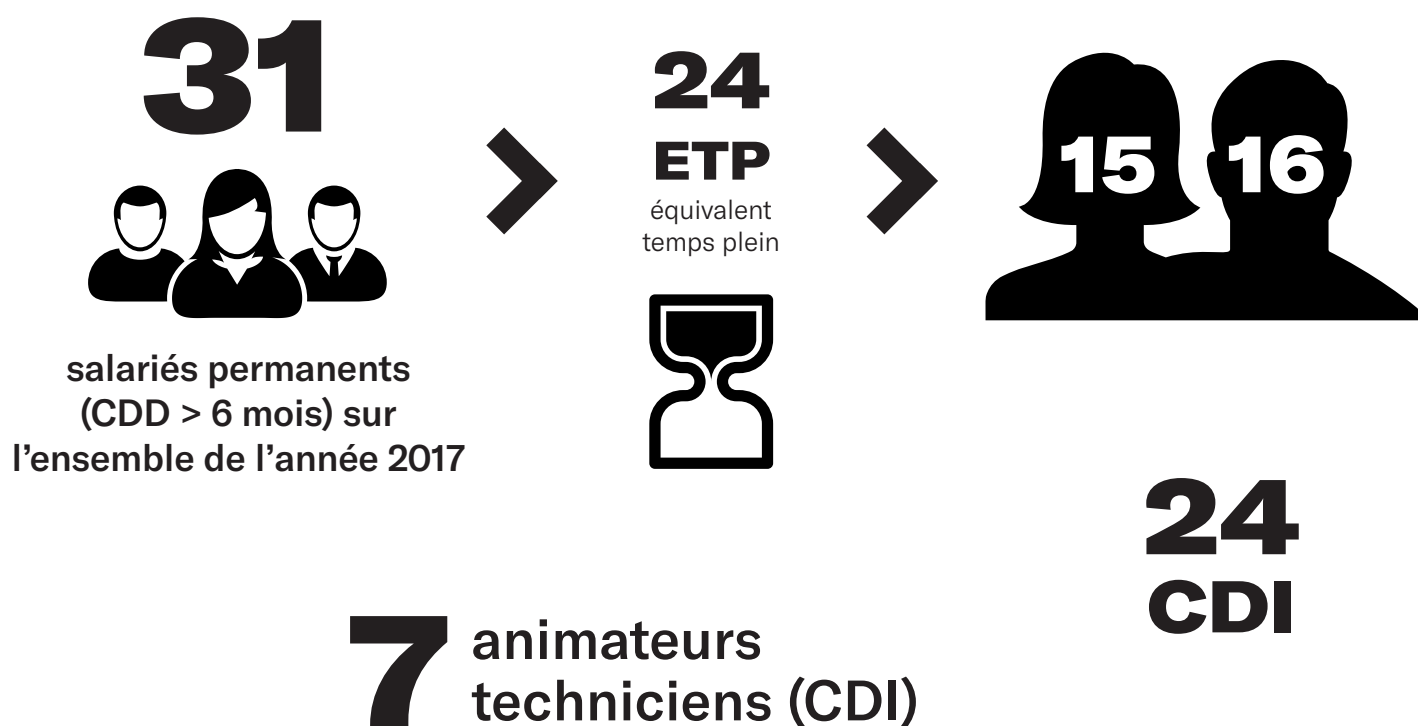 31
salariés permanents
(CDD > 6 mois) sur
l'ensemble de l'année 2017
24
ETP
équivalent
temps plein
15 16
24
CDI
7 animateurs
techniciens (CDI)